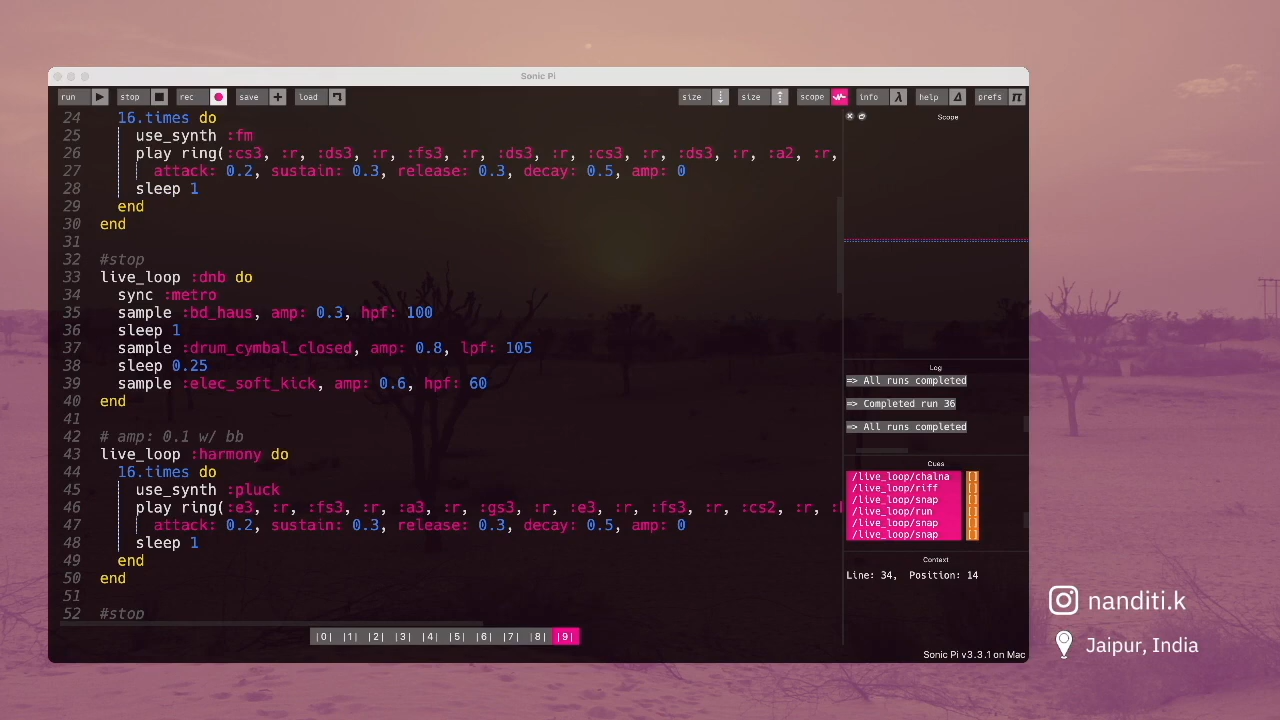 Sonic Pi
run stop rec save + load size size scope info λ help Δ prefs π
24 16.times do
25 use_synth :fm
26 play ring(:cs3, :r, :ds3, :r, :fs3, :r, :ds3, :r, :cs3, :r, :ds3, :r, :a2, :r,
27 attack: 0.2, sustain: 0.3, release: 0.3, decay: 0.5, amp: 0
28 sleep 1
29 end
30 end
31
32 #stop
33 live_loop :dnb do
34 sync :metro
35 sample :bd_haus, amp: 0.3, hpf: 100
36 sleep 1
37 sample :drum_cymbal_closed, amp: 0.8, lpf: 105
38 sleep 0.25
39 sample :elec_soft_kick, amp: 0.6, hpf: 60
40 end
41
42 # amp: 0.1 w/ bb
43 live_loop :harmony do
44 16.times do
45 use_synth :pluck
46 play ring(:e3, :r, :fs3, :r, :a3, :r, :gs3, :r, :e3, :r, :fs3, :r, :cs2, :r, :
47 attack: 0.2, sustain: 0.3, release: 0.3, decay: 0.5, amp: 0
48 sleep 1
49 end
50 end
51
52 #stop
|0| |1| |2| |3| |4| |5| |6| |7| |8| |9|
Scope
Log
=> All runs completed
=> Completed run 36
=> All runs completed
Cues
/live_loop/chalna []
/live_loop/riff []
/live_loop/snap []
/live_loop/run []
/live_loop/snap []
/live_loop/snap []
Context
Line: 34, Position: 14
Sonic Pi v3.3.1 on Mac
nanditi.k
Jaipur, India